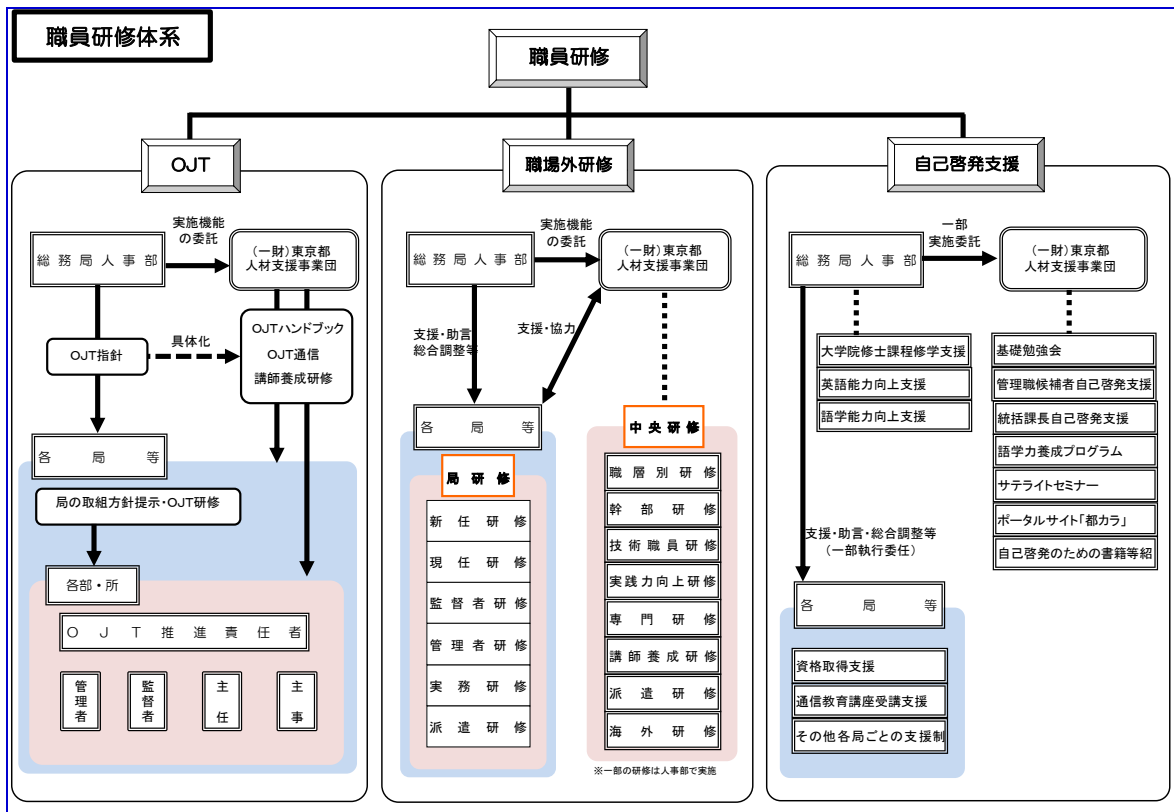 職員研修体系
職員研修
OJT
総務局人事部
実施機能
の委託
(一財)東京都
人材支援事業団
OJT指針
具体化
OJTハンドブック
OJT通信
講師養成研修
各局等
局の取組方針提示・OJT研修
各部・所
OJT推進責任者
管理者
監督者
主任
主事
職場外研修
総務局人事部
実施機能
の委託
(一財)東京都
人材支援事業団
支援・助言
総合調整等
支援・協力
各局等
局研修
新任研修
現任研修
監督者研修
管理者研修
実務研修
派遣研修
中央研修
職層別研修
幹部研修
技術職員研修
実践力向上研修
専門研修
講師養成研修
派遣研修
海外研修
※一部の研修は人事部で実施
自己啓発支援
総務局人事部
一部
実施委託
(一財)東京都
人材支援事業団
大学院修士課程修学支援
英語能力向上支援
語学能力向上支援
基礎勉強会
管理職候補者自己啓発支援
統括課長自己啓発支援
語学力養成プログラム
サテライトセミナー
ポータルサイト「都カラ」
自己啓発のための書籍等紹
支援・助言・総合調整等
(一部執行委任)
各局等
資格取得支援
通信教育講座受講支援
その他各局ごとの支援制